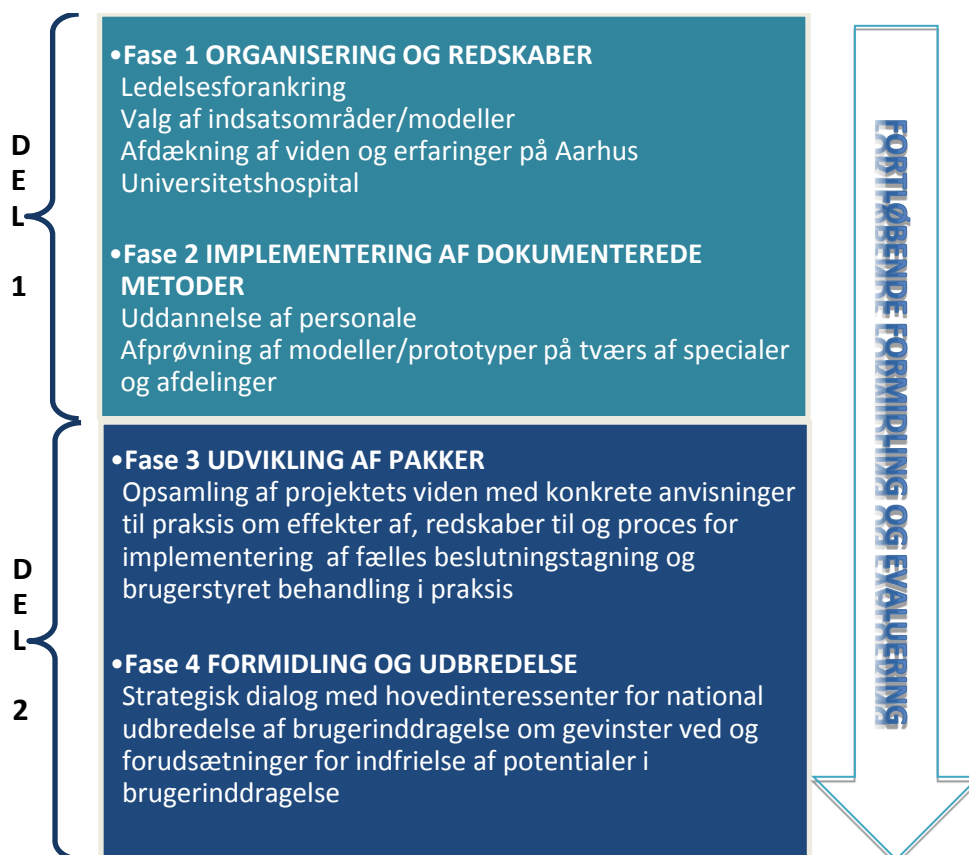 DEL 1
•Fase 1 ORGANISERING OG REDSKABER
Ledelsesforankring
Valg af indsatsområder/modeller
Afdækning af viden og erfaringer på Aarhus
Universitetshospital
•Fase 2 IMPLEMENTERING AF DOKUMENTEREDE
METODER
Uddannelse af personale
Afprøvning af modeller/prototyper på tværs af specialer
og afdelinger
DEL 2
•Fase 3 UDVIKLING AF PAKKER
Opsamling af projektets viden med konkrete anvisninger
til praksis om effekter af, redskaber til og proces for
implementering af fælles beslutningstagning og
brugerstyret behandling i praksis
•Fase 4 FORMIDLING OG UDBREDELSE
Strategisk dialog med hovedinteressenter for national
udbredelse af brugerinddragelse om gevinster ved og
forudsætninger for indfrielse af potentialer i
brugerinddragelse
FORTLØBENDE FORMIDLING OG EVALUERING